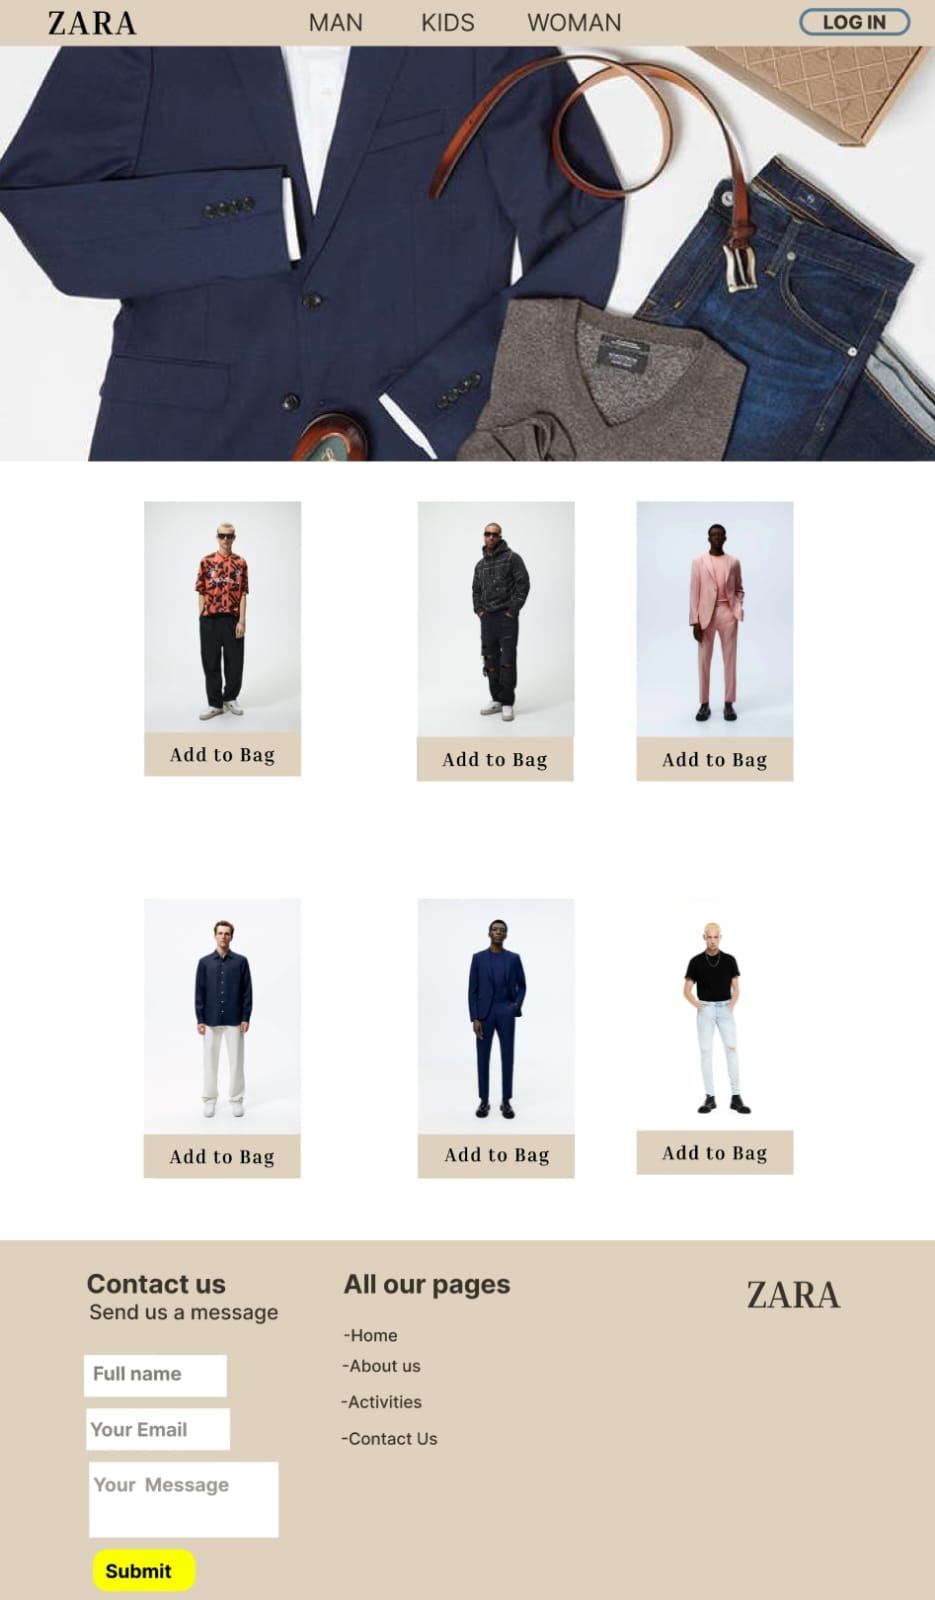 ZARA MAN KIDS WOMAN LOG IN
Add to Bag
Add to Bag
Add to Bag
Add to Bag
Add to Bag
Add to Bag
Contact us
Send us a message
Full name
Your Email
Your Message
Submit
All our pages
-Home
-About us
-Activities
-Contact Us
ZARA